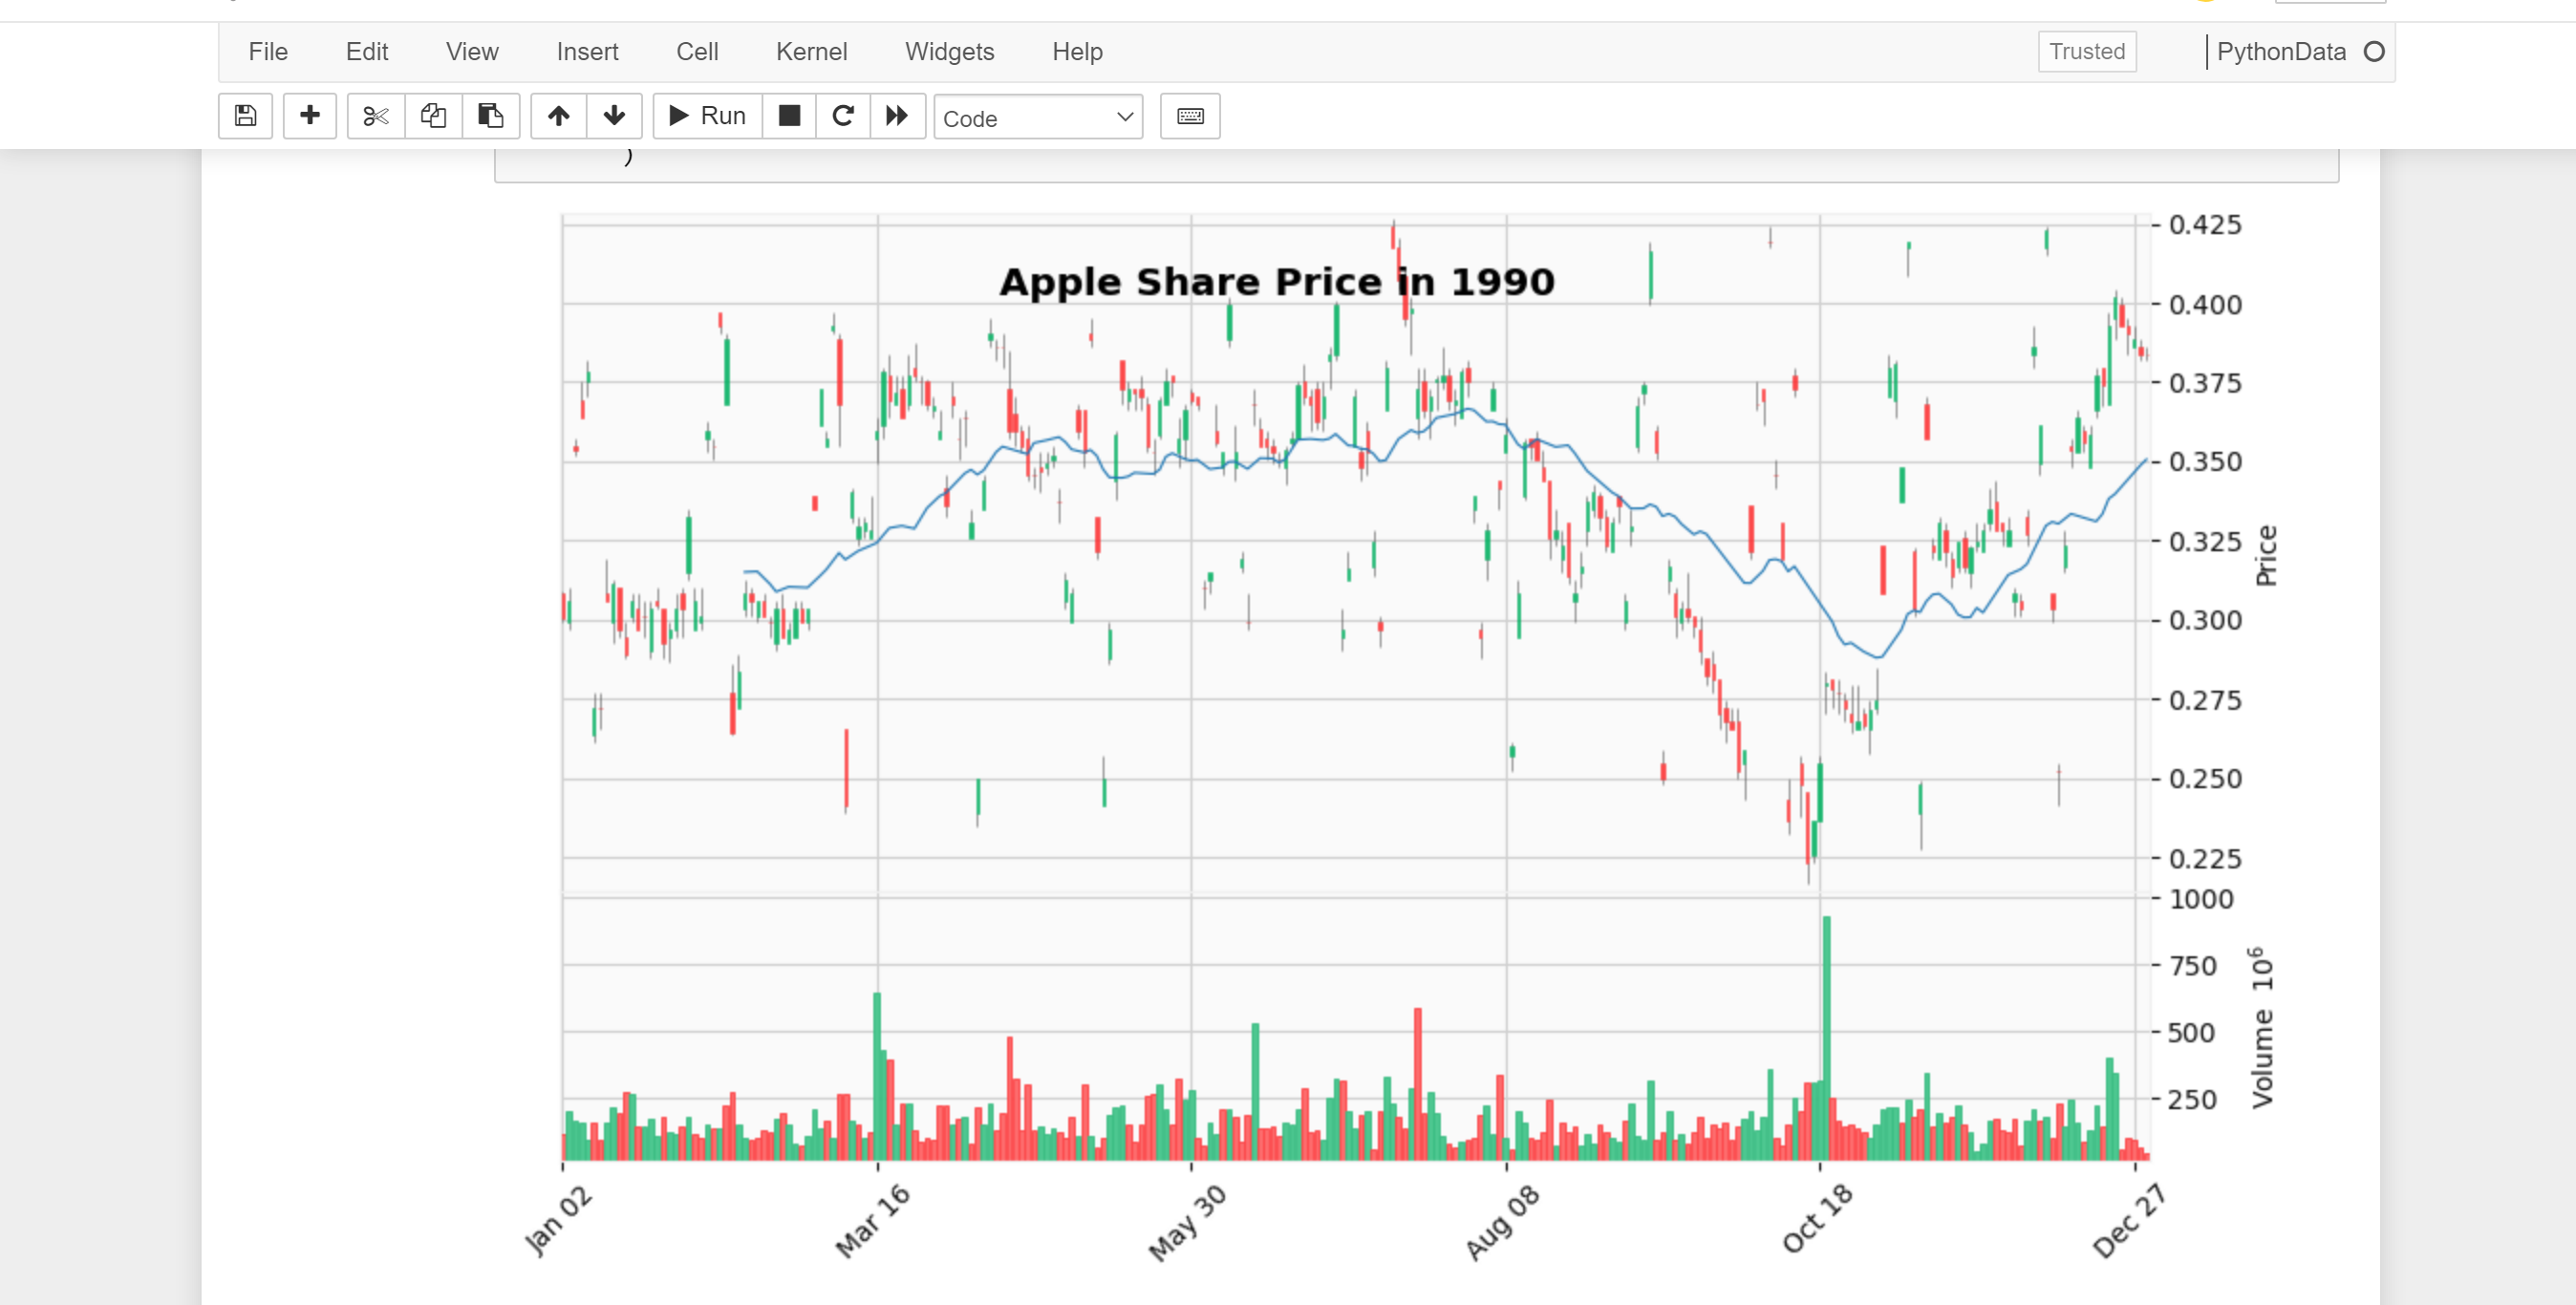 File Edit View Insert Cell Kernel Widgets Help Trusted PythonData
Run Code
)
Apple Share Price in 1990
0.425
0.400
0.375
0.350
0.325
0.300
0.275
0.250
0.225
Price
1000
750
500
250
Volume 10⁶
Jan 02 Mar 16 May 30 Aug 08 Oct 18 Dec 27